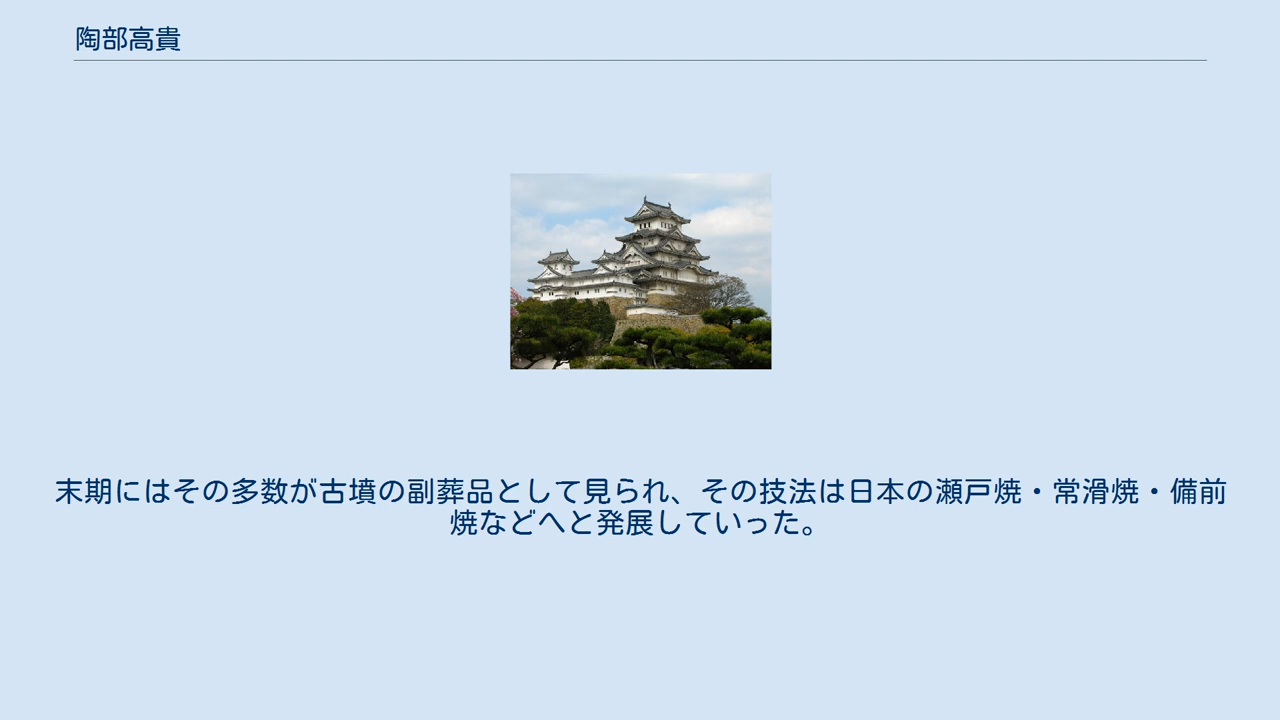 陶部高貴
末期にはその多数が古墳の副葬品として見られ、その技法は日本の瀬戸焼・常滑焼・備前
焼などへと発展していった。